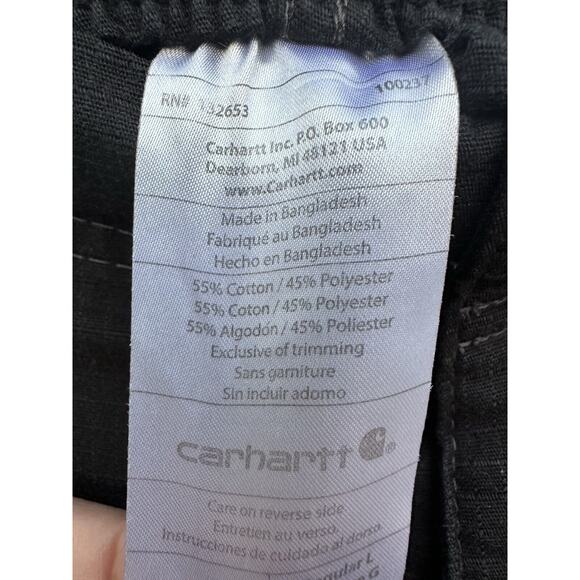 RN# 132653 100237
Carhartt Inc. P.O. Box 600
Dearborn, MI 48121 USA
www.Carhartt.com
Made in Bangladesh
Fabriqué au Bangladesh
Hecho en Bangladesh
55% Cotton / 45% Polyester
55% Coton / 45% Polyester
55% Algodón / 45% Poliester
Exclusive of trimming
Sans garniture
Sin incluir adorno
carhartt
Care on reverse side.
Entretien au verso.
Instrucciones de cuidado al dorso.
L
G